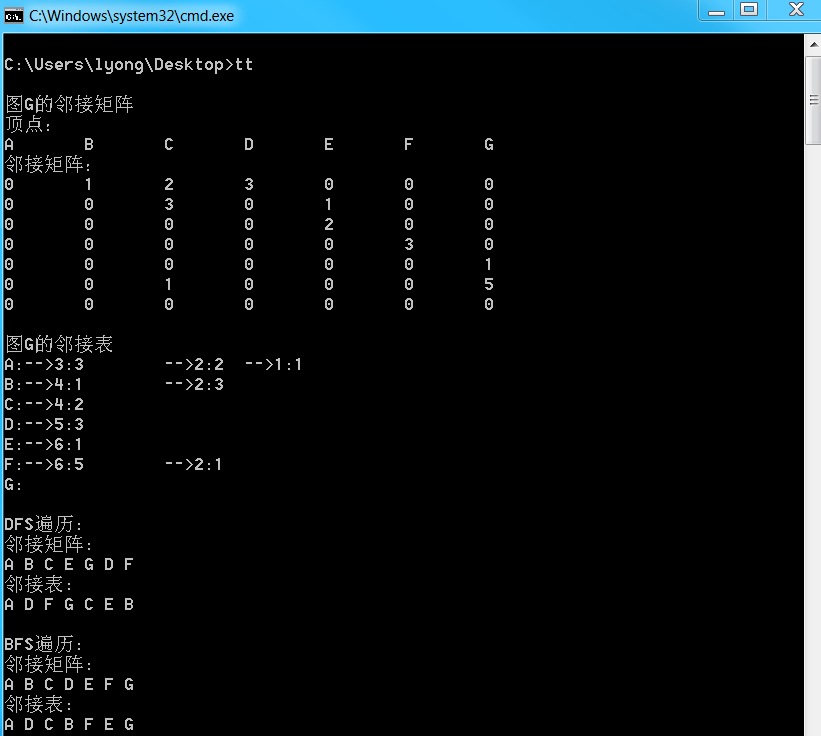 C:\Windows\system32\cmd.exe
C:\Users\lyong\Desktop>tt
图G的邻接矩阵
顶点:
A B C D E F G
邻接矩阵:
0 1 2 3 0 0 0
0 0 3 0 1 0 0
0 0 0 0 2 0 0
0 0 0 0 0 3 0
0 0 0 0 0 0 1
0 0 1 0 0 0 5
0 0 0 0 0 0 0
图G的邻接表
A:-->3:3 -->2:2 -->1:1
B:-->4:1 -->2:3
C:-->4:2
D:-->5:3
E:-->6:1
F:-->6:5 -->2:1
G:
DFS遍历:
邻接矩阵:
A B C E G D F
邻接表:
A D F G C E B
BFS遍历:
邻接矩阵:
A B C D E F G
邻接表:
A D C B F E G